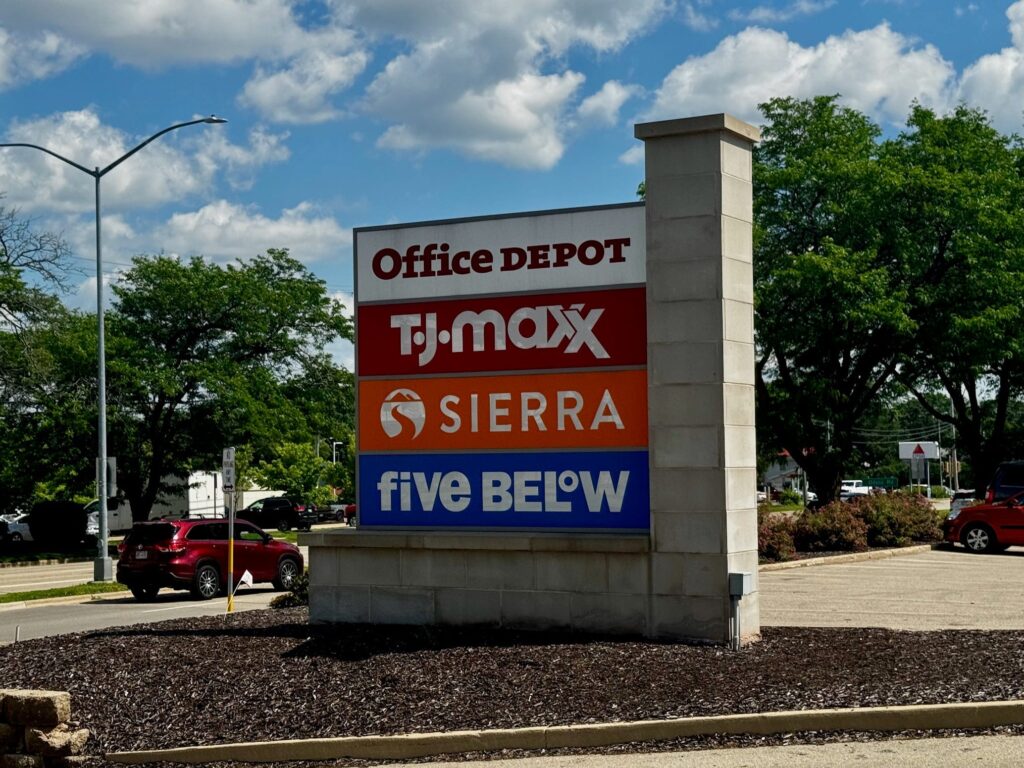 Office DEPOT
T•J•maxx
SIERRA
five BELOW